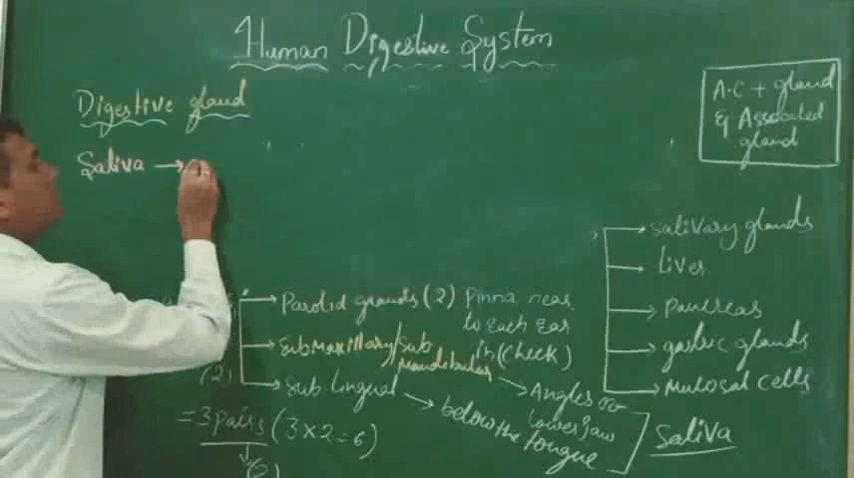 Human Digestive System
A.C + gland
& Associated
gland
Digestive gland
Saliva →
→ salivary glands
→ liver
→ Pancreas
→ gastric glands
→ Mucosal cells
→ Parotid glands (2) Pinna near
to Each Ear
in (Cheek)
→ Submaxillary/sub
mandibular → Angles
lower jaw
(2)
→ Sub lingual → below the tongue
Saliva
= 3 pairs (3 x 2 = 6)